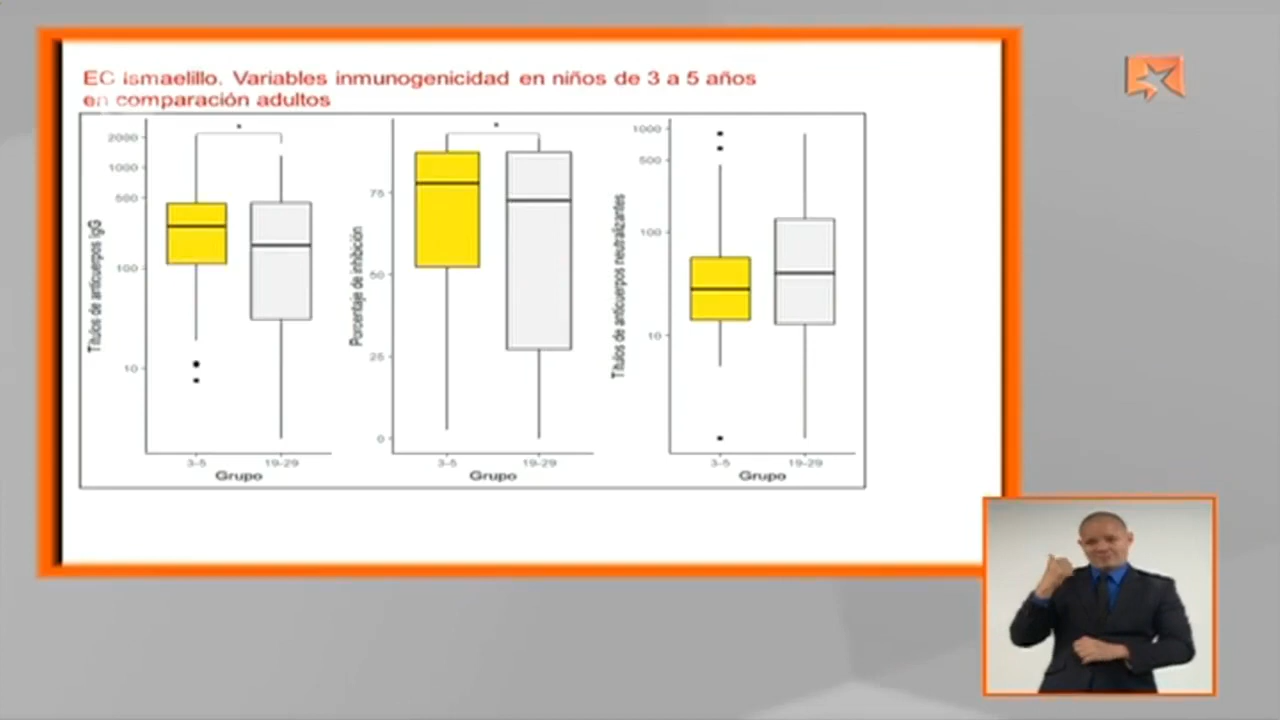 EC Ismaelillo. Variables inmunogenicidad en niños de 3 a 5 años
en comparación adultos
Títulos de anticuerpos IgG
2000
1000
500
100
10
3-5
19-29
Grupo
Porcentaje de inhibición
75
50
25
0
3-5
19-29
Grupo
Títulos de anticuerpos neutralizantes
1000
500
100
10
3-5
19-29
Grupo